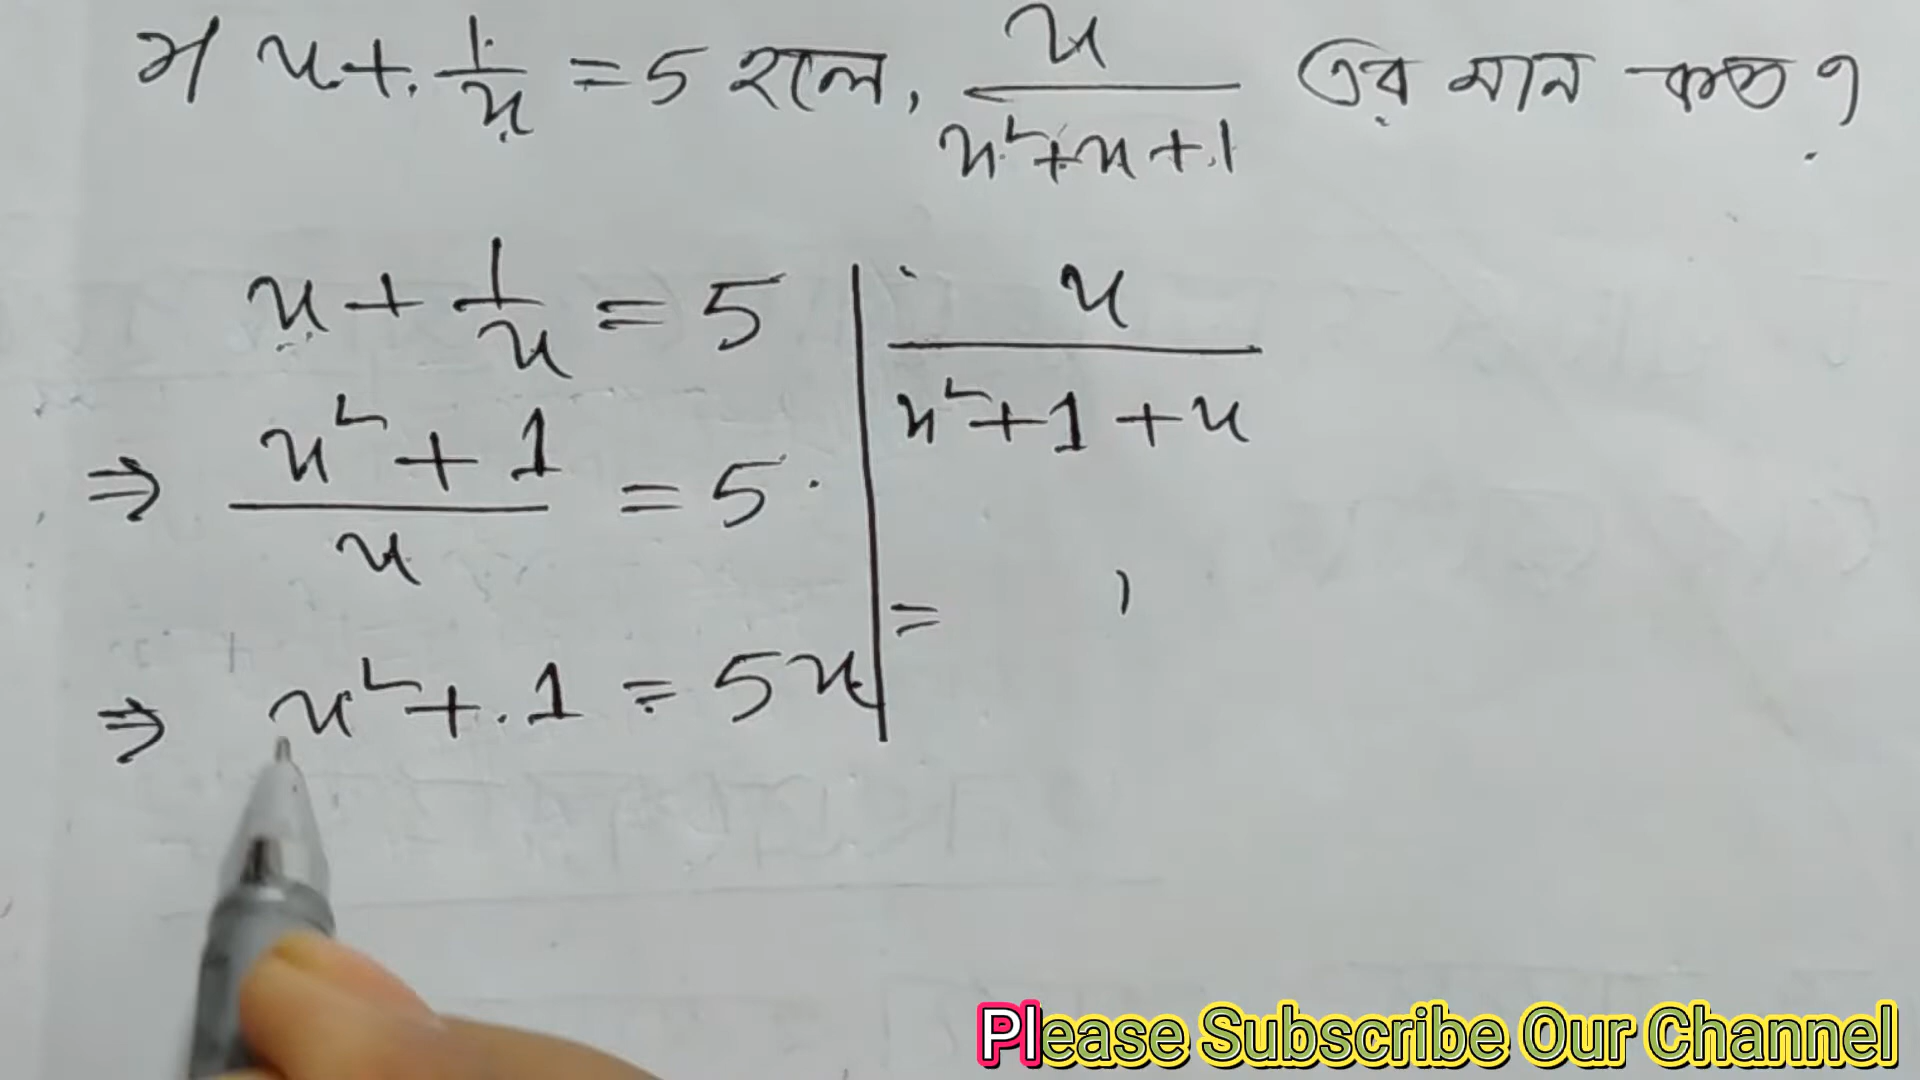 ১। x + 1/x = 5 হলে, x/(x² + x + 1) এর মান কত ?
x + 1/x = 5
⇒ (x² + 1)/x = 5
⇒ x² + 1 = 5x
x/(x² + 1 + x)
=
Please Subscribe Our Channel